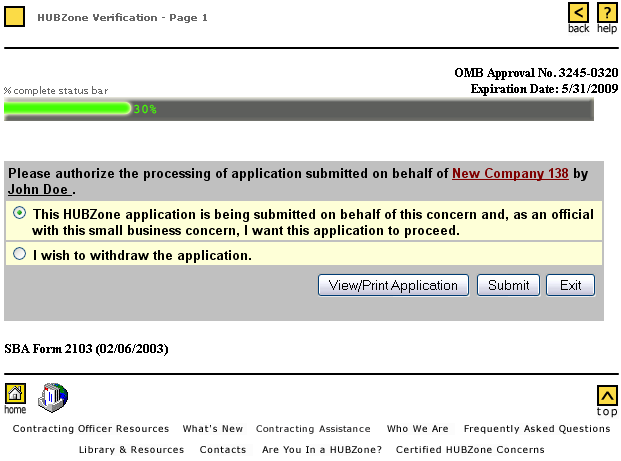 HUBZone Verification - Page 1
back help
OMB Approval No. 3245-0320
% complete status bar
Expiration Date: 5/31/2009
30%
Please authorize the processing of application submitted on behalf of New Company 138 by
John Doe .
This HUBZone application is being submitted on behalf of this concern and, as an official
with this small business concern, I want this application to proceed.
I wish to withdraw the application.
View/Print Application Submit Exit
SBA Form 2103 (02/06/2003)
home
top
Contracting Officer Resources What's New Contracting Assistance Who We Are Frequently Asked Questions
Library & Resources Contacts Are You In a HUBZone? Certified HUBZone Concerns